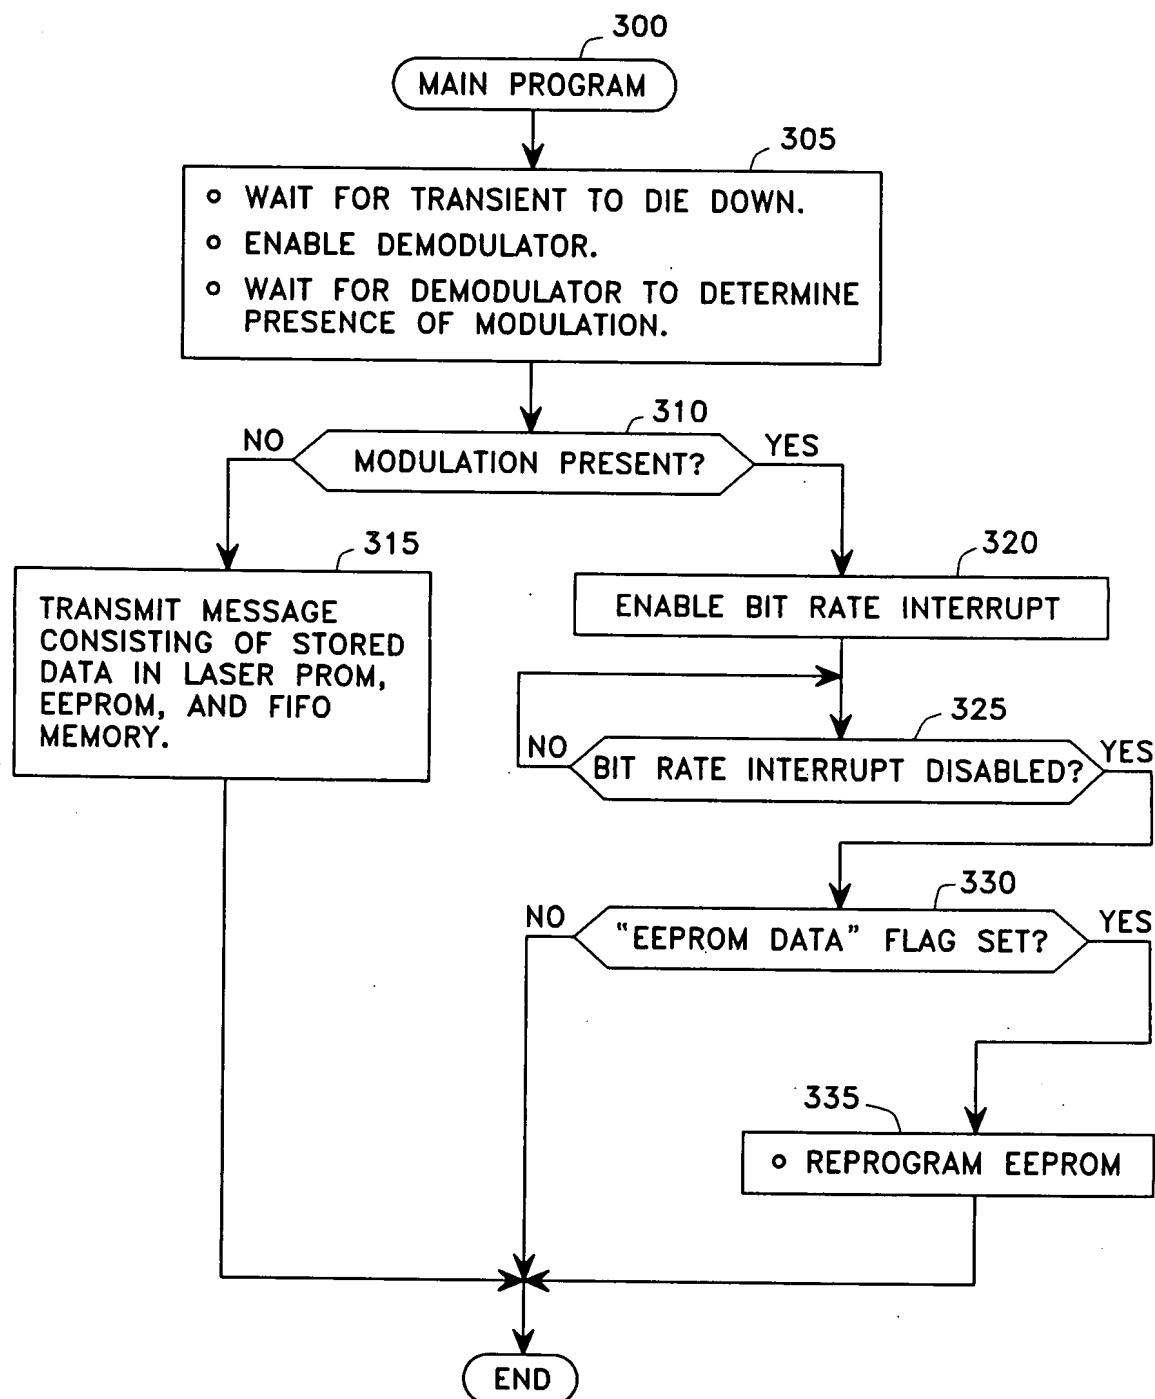 300
MAIN PROGRAM
305
o WAIT FOR TRANSIENT TO DIE DOWN.
o ENABLE DEMODULATOR.
o WAIT FOR DEMODULATOR TO DETERMINE
PRESENCE OF MODULATION.
310
NO
MODULATION PRESENT?
YES
315
TRANSMIT MESSAGE
CONSISTING OF STORED
DATA IN LASER PROM,
EEPROM, AND FIFO
MEMORY.
320
ENABLE BIT RATE INTERRUPT
325
NO
BIT RATE INTERRUPT DISABLED?
YES
330
NO
"EEPROM DATA" FLAG SET?
YES
335
o REPROGRAM EEPROM
END